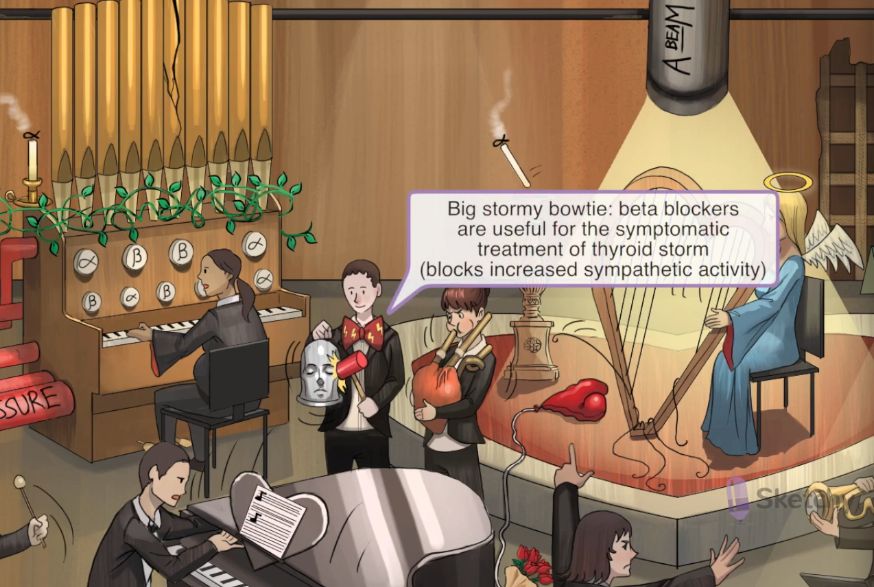 A BEAM
Big stormy bowtie: beta blockers
are useful for the symptomatic
treatment of thyroid storm
(blocks increased sympathetic activity)
α β β α
β α β α
SSURE